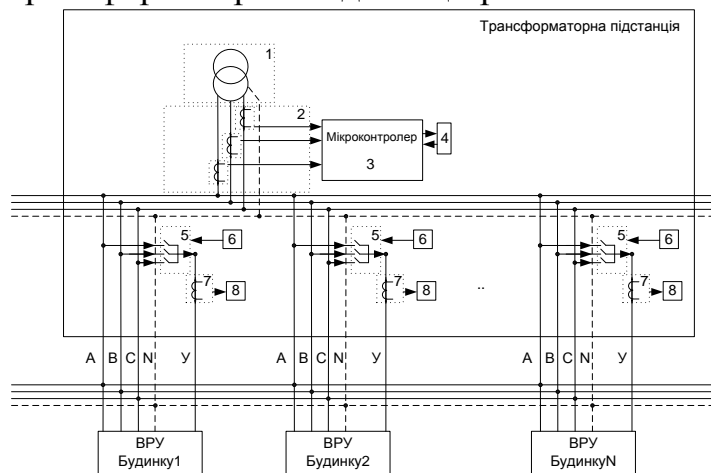 Трансформаторна підстанція
1
2
Мікроконтролер
3
4
5
6
5
6
5
6
7
8
7
8
..
7
8
А В С N У
А В С N У
А В С N У
ВРУ
Будинку1
ВРУ
Будинку2
ВРУ
БудинкуN